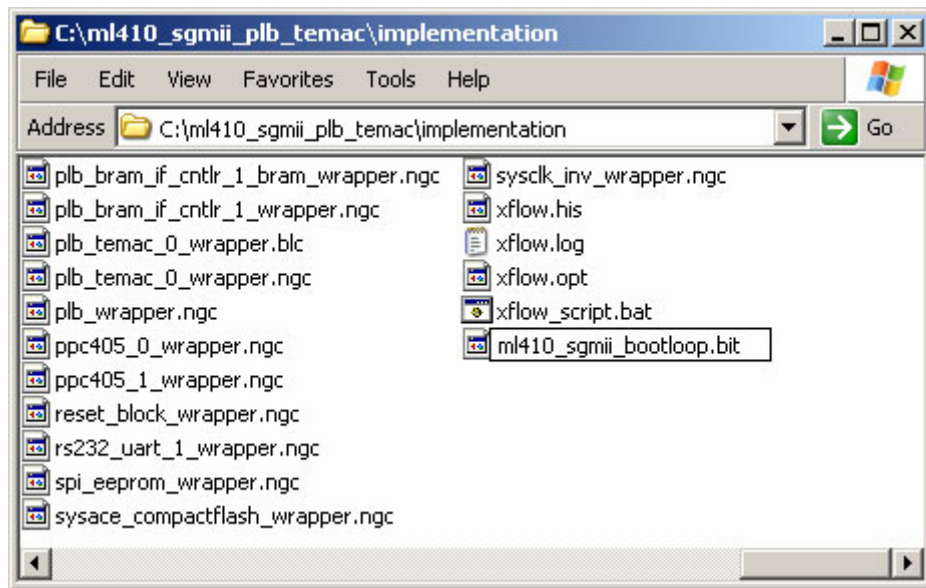 C:\ml410_sgmii_plb_temac\implementation
File Edit View Favorites Tools Help
Address C:\ml410_sgmii_plb_temac\implementation Go
plb_bram_if_cntlr_1_bram_wrapper.ngc
plb_bram_if_cntlr_1_wrapper.ngc
plb_temac_0_wrapper.blc
plb_temac_0_wrapper.ngc
plb_wrapper.ngc
ppc405_0_wrapper.ngc
ppc405_1_wrapper.ngc
reset_block_wrapper.ngc
rs232_uart_1_wrapper.ngc
spi_eeprom_wrapper.ngc
sysace_compactflash_wrapper.ngc
sysclk_inv_wrapper.ngc
xflow.his
xflow.log
xflow.opt
xflow_script.bat
ml410_sgmii_bootloop.bit